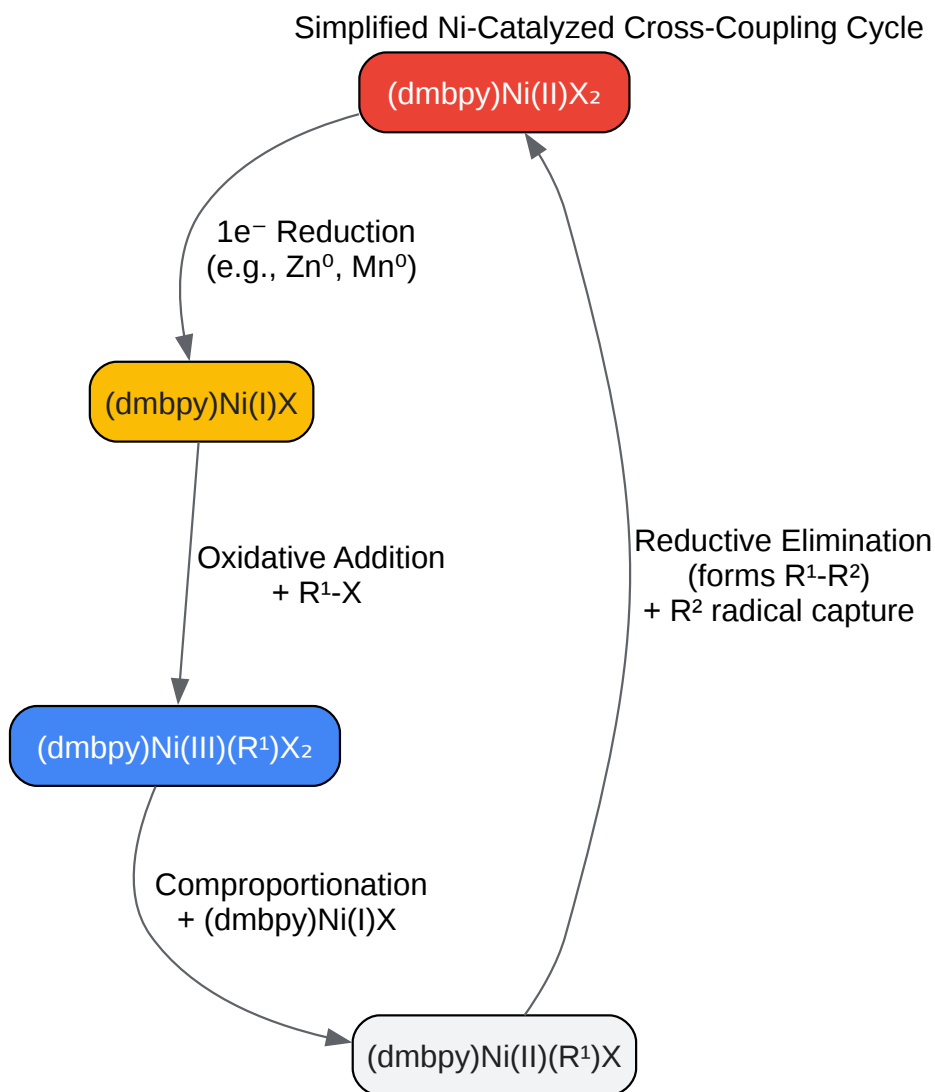 Simplified Ni-Catalyzed Cross-Coupling Cycle
(dmbpy)Ni(II)X₂
1e⁻ Reduction
(e.g., Zn⁰, Mn⁰)
(dmbpy)Ni(I)X
Oxidative Addition
+ R¹-X
Reductive Elimination
(forms R¹-R²)
+ R² radical capture
(dmbpy)Ni(III)(R¹)X₂
Comproportionation
+ (dmbpy)Ni(I)X
(dmbpy)Ni(II)(R¹)X